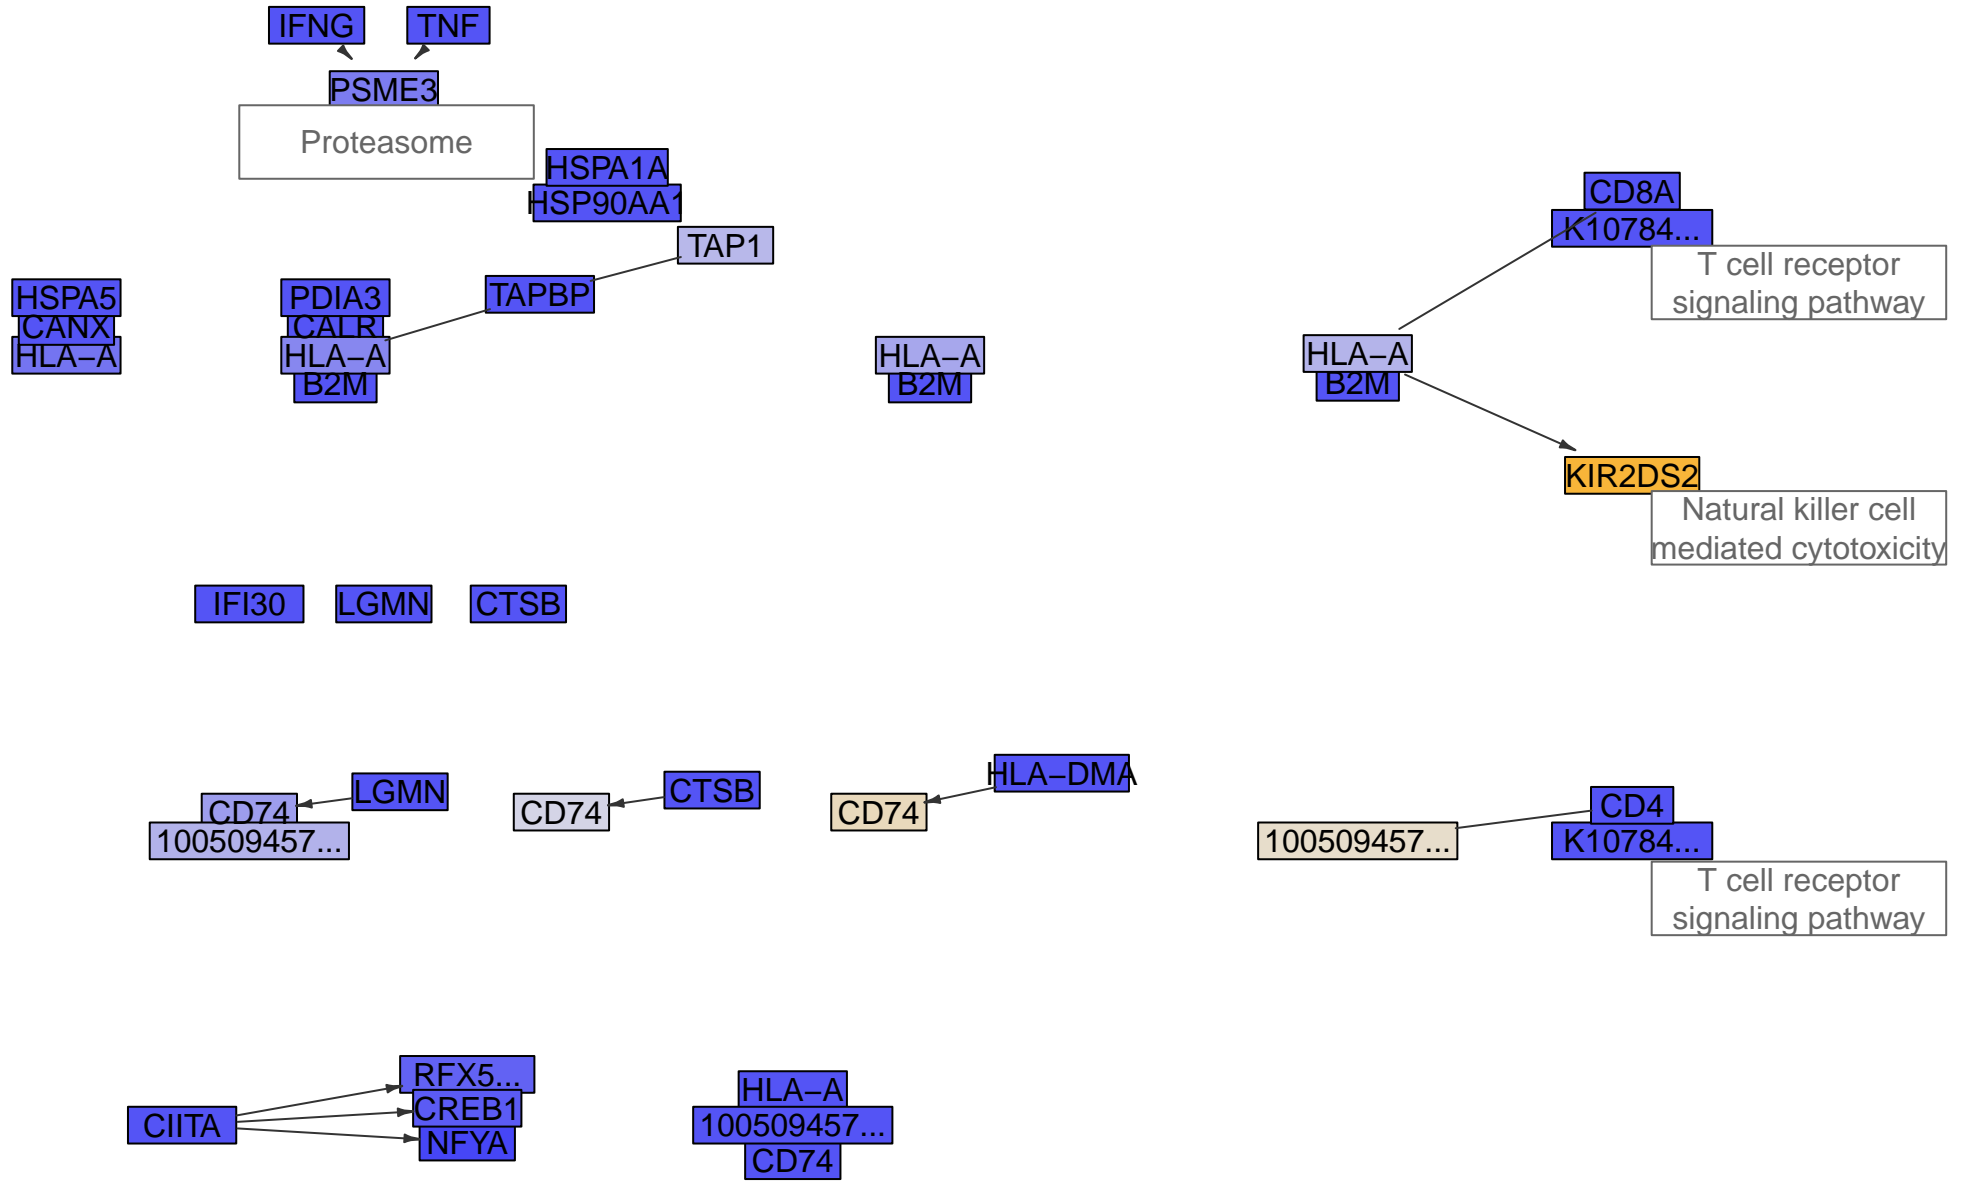 IFNG
TNF
PSME3
Proteasome
HSPA1A
HSP90AA1
TAP1
CD8A
K10784...
T cell receptor
signaling pathway
HSPA5
CANX
HLA−A
PDIA3
CALR
HLA−A
B2M
TAPBP
HLA−A
B2M
HLA−A
B2M
KIR2DS2
Natural killer cell
mediated cytotoxicity
IFI30
LGMN
CTSB
CD74
100509457...
LGMN
CD74
CTSB
CD74
HLA−DMA
100509457...
CD4
K10784...
T cell receptor
signaling pathway
CIITA
RFX5...
CREB1
NFYA
HLA−A
100509457...
CD74